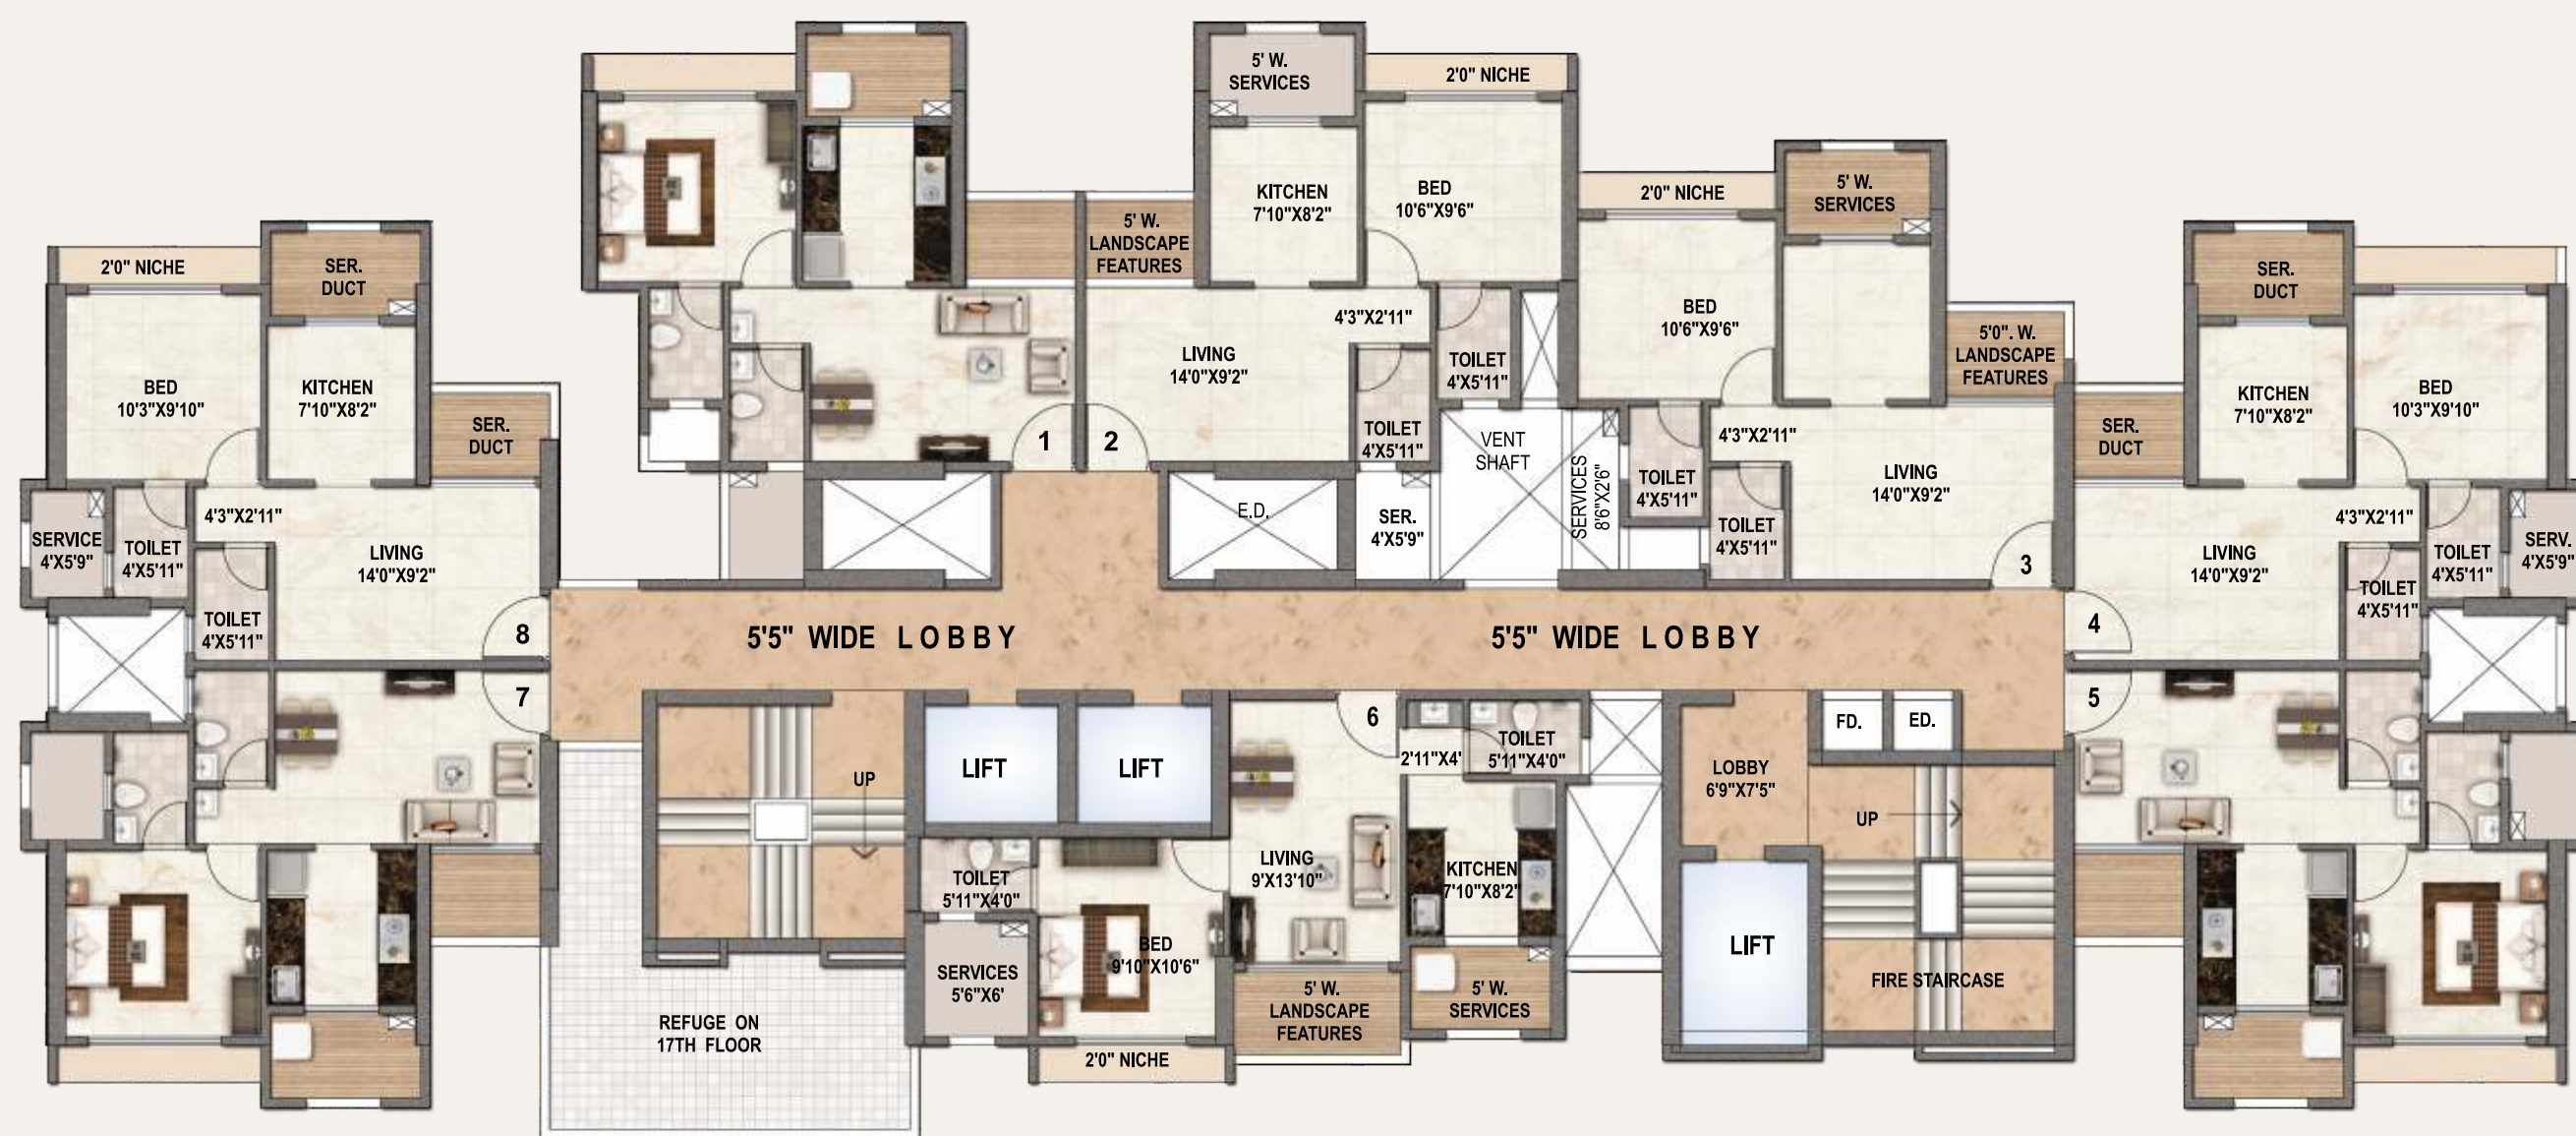 5' W.
SERVICES
2'0" NICHE
KITCHEN
7'10"X8'2"
BED
10'6"X9'6"
5' W.
LANDSCAPE
FEATURES
4'3"X2'11"
LIVING
14'0"X9'2"
TOILET
4'X5'11"
TOILET
4'X5'11"
1
2
E.D.
SER.
4'X5'9"
VENT
SHAFT
SERVICES
8'6"X2'6"
2'0" NICHE
5' W.
SERVICES
BED
10'6"X9'6"
5'0". W.
LANDSCAPE
FEATURES
4'3"X2'11"
TOILET
4'X5'11"
TOILET
4'X5'11"
LIVING
14'0"X9'2"
3
2'0" NICHE
SER.
DUCT
BED
10'3"X9'10"
KITCHEN
7'10"X8'2"
SER.
DUCT
SERVICE
4'X5'9"
TOILET
4'X5'11"
4'3"X2'11"
LIVING
14'0"X9'2"
TOILET
4'X5'11"
8
7
SER.
DUCT
KITCHEN
7'10"X8'2"
BED
10'3"X9'10"
SER.
DUCT
4'3"X2'11"
LIVING
14'0"X9'2"
TOILET
4'X5'11"
SERV.
4'X5'9"
TOILET
4'X5'11"
4
5
5'5" WIDE LOBBY
5'5" WIDE LOBBY
UP
LIFT
LIFT
6
2'11"X4'
TOILET
5'11"X4'0"
LIVING
9'X13'10"
KITCHEN
7'10"X8'2"
TOILET
5'11"X4'0"
BED
9'10"X10'6"
SERVICES
5'6"X6'
5' W.
LANDSCAPE
FEATURES
5' W.
SERVICES
2'0" NICHE
REFUGE ON
17TH FLOOR
LOBBY
6'9"X7'5"
FD.
ED.
UP
LIFT
FIRE STAIRCASE